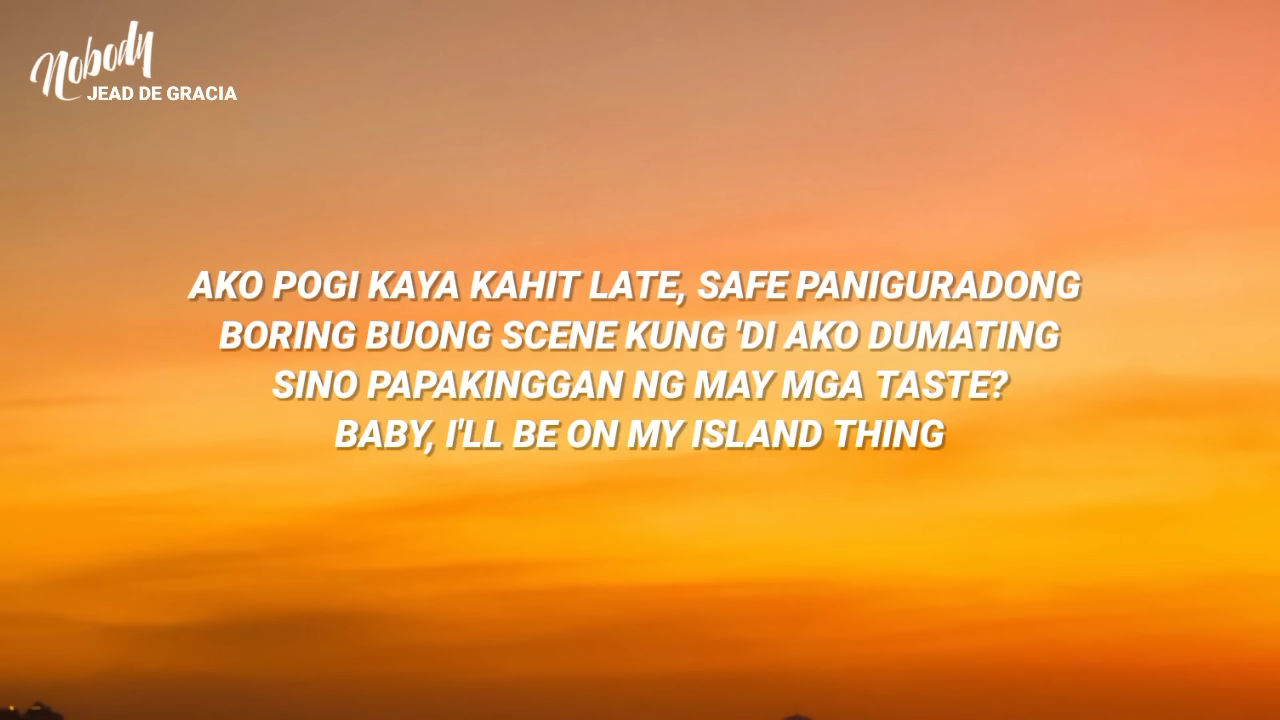 Nobody
JEAD DE GRACIA
AKO POGI KAYA KAHIT LATE, SAFE PANIGURADONG
BORING BUONG SCENE KUNG 'DI AKO DUMATING
SINO PAPAKINGGAN NG MAY MGA TASTE?
BABY, I'LL BE ON MY ISLAND THING